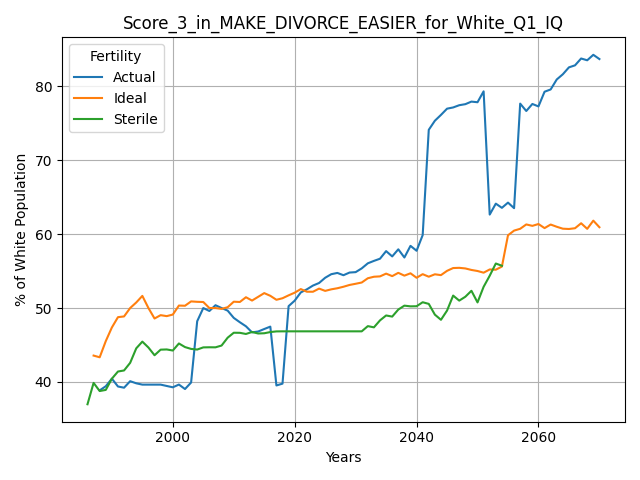 Score_3_in_MAKE_DIVORCE_EASIER_for_White_Q1_IQ
Fertility
Actual
Ideal
Sterile
% of White Population
80
70
60
50
40
2000 2020 2040 2060
Years